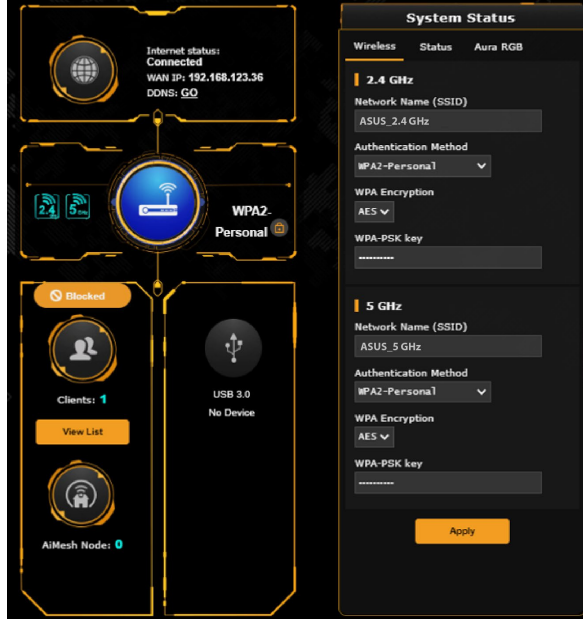 Internet status:
Connected
WAN IP: 192.168.123.36
DDNS: GO
2.4
5
WPA2-
Personal
Blocked
Clients: 1
View List
AiMesh Node: 0
USB 3.0
No Device
System Status
Wireless Status Aura RGB
2.4 GHz
Network Name (SSID)
ASUS_2.4 GHz
Authentication Method
WPA2-Personal
WPA Encryption
AES
WPA-PSK key
5 GHz
Network Name (SSID)
ASUS_5 GHz
Authentication Method
WPA2-Personal
WPA Encryption
AES
WPA-PSK key
Apply